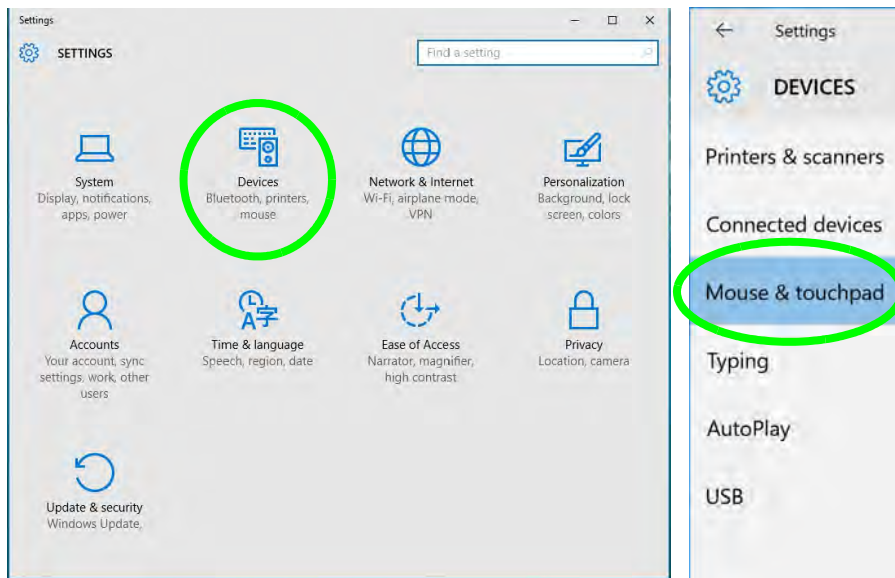 Settings
SETTINGS
Find a setting
System
Display, notifications,
apps, power
Devices
Bluetooth, printers,
mouse
Network & Internet
Wi-Fi, airplane mode,
VPN
Personalization
Background, lock
screen, colors
Accounts
Your account, sync
settings, work, other
users
Time & language
Speech, region, date
Ease of Access
Narrator, magnifier,
high contrast
Privacy
Location, camera
Update & security
Windows Update,
Settings
DEVICES
Printers & scanners
Connected devices
Mouse & touchpad
Typing
AutoPlay
USB